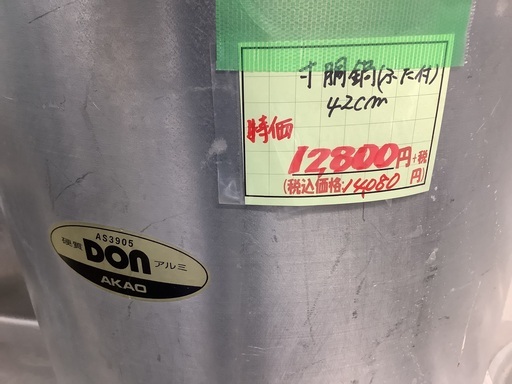 寸胴鍋(ふた付)
42cm
特価
12800円+税
(税込価格:14080円)
AS3905
硬質 DON アルミ
AKAO